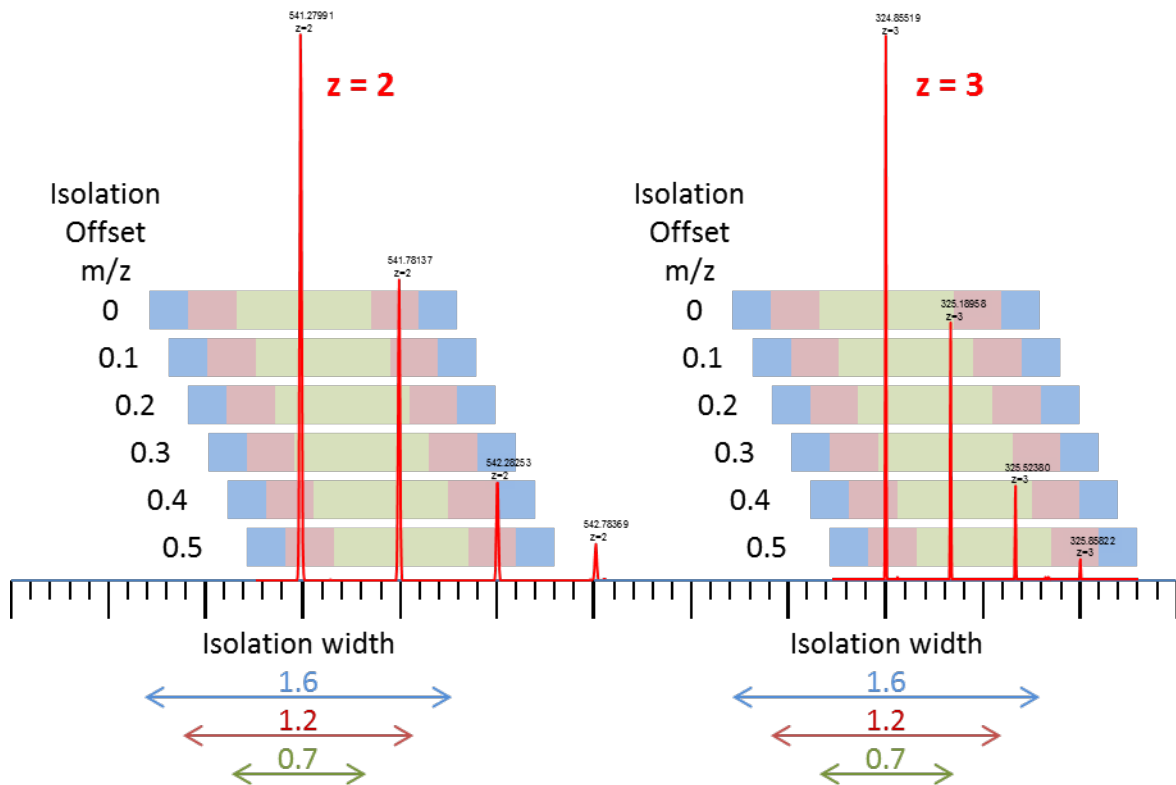 541.27991
z=2
z = 2
Isolation
Offset
m/z
0
0.1
0.2
0.3
0.4
0.5
541.78137
z=2
542.28253
z=2
542.78369
z=2
Isolation width
1.6
1.2
0.7
324.85519
z=3
z = 3
Isolation
Offset
m/z
0
0.1
0.2
0.3
0.4
0.5
325.18958
z=3
325.52380
z=3
325.85822
z=3
Isolation width
1.6
1.2
0.7